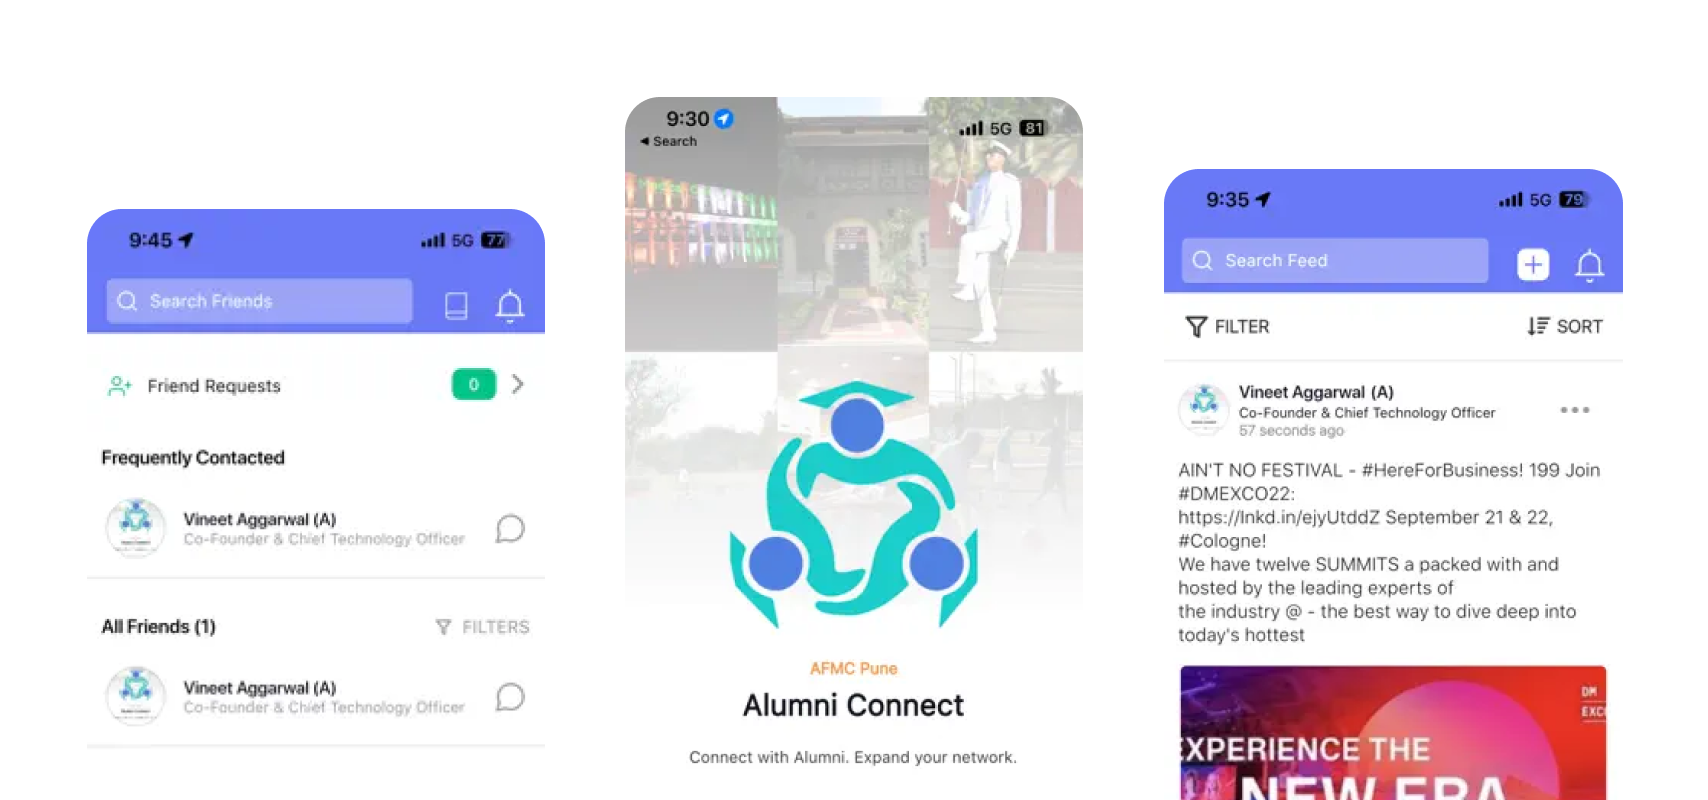 9:45
5G 77
Search Friends
Friend Requests
0
Frequently Contacted
Vineet Aggarwal (A)
Co-Founder & Chief Technology Officer
All Friends (1)
FILTERS
Vineet Aggarwal (A)
Co-Founder & Chief Technology Officer
9:30
5G 81
Search
AFMC Pune
Alumni Connect
Connect with Alumni. Expand your network.
9:35
5G 79
Search Feed
FILTER
SORT
Vineet Aggarwal (A)
Co-Founder & Chief Technology Officer
57 seconds ago
AIN'T NO FESTIVAL - #HereForBusiness! 199 Join
#DMEXCO22:
https://lnkd.in/ejyUtddZ September 21 & 22,
#Cologne!
We have twelve SUMMITS a packed with and
hosted by the leading experts of
the industry @ - the best way to dive deep into
today's hottest
DM
EXCO
EXPERIENCE THE
NEW ERA